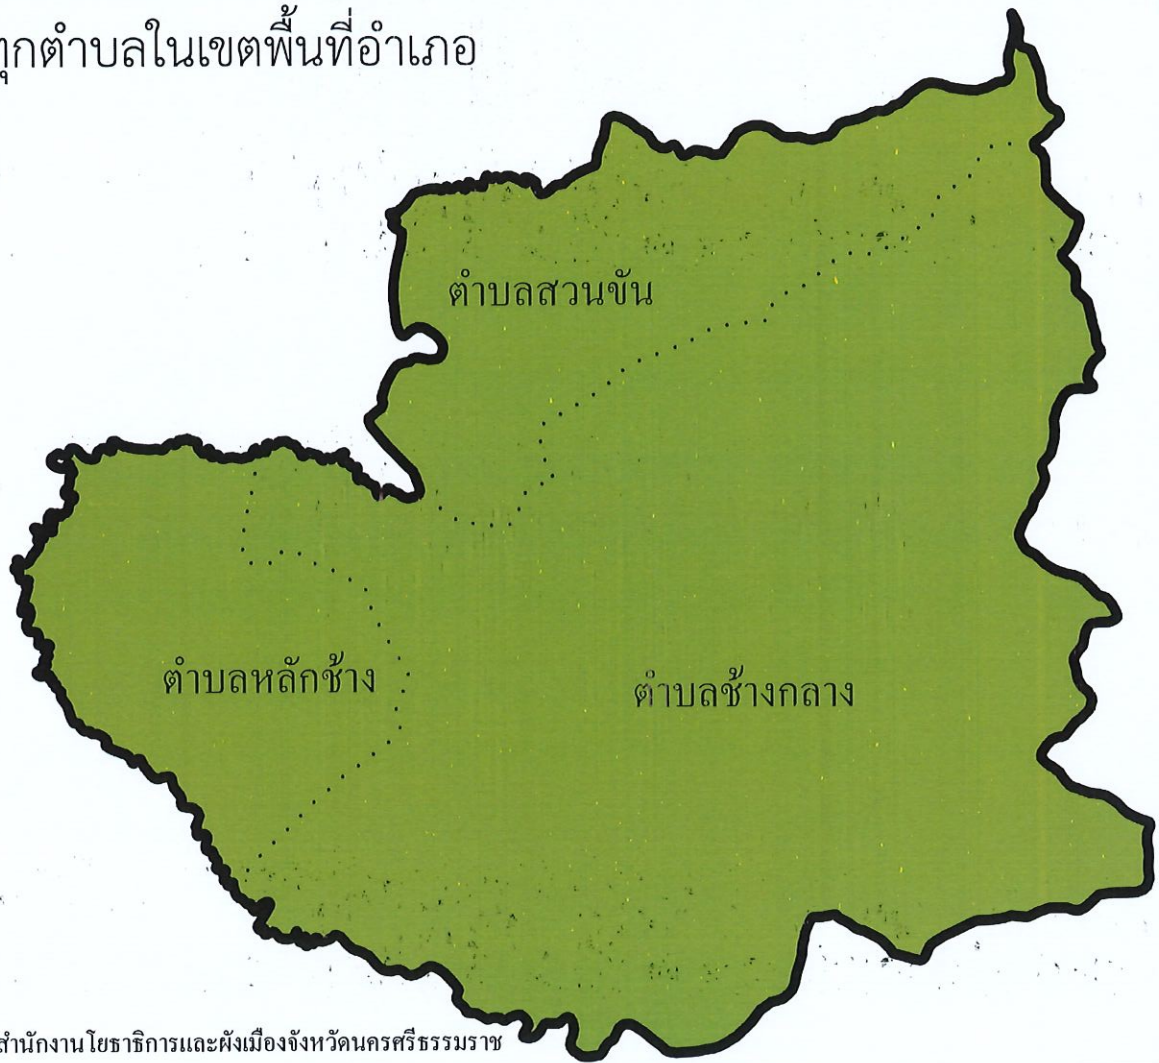 ทุกตำบลในเขตพื้นที่อำเภอ
ตำบลสวนขัน
ตำบลหลักช้าง
ตำบลช้างกลาง
สำนักงานโยธาธิการและผังเมืองจังหวัดนครศรีธรรมราช